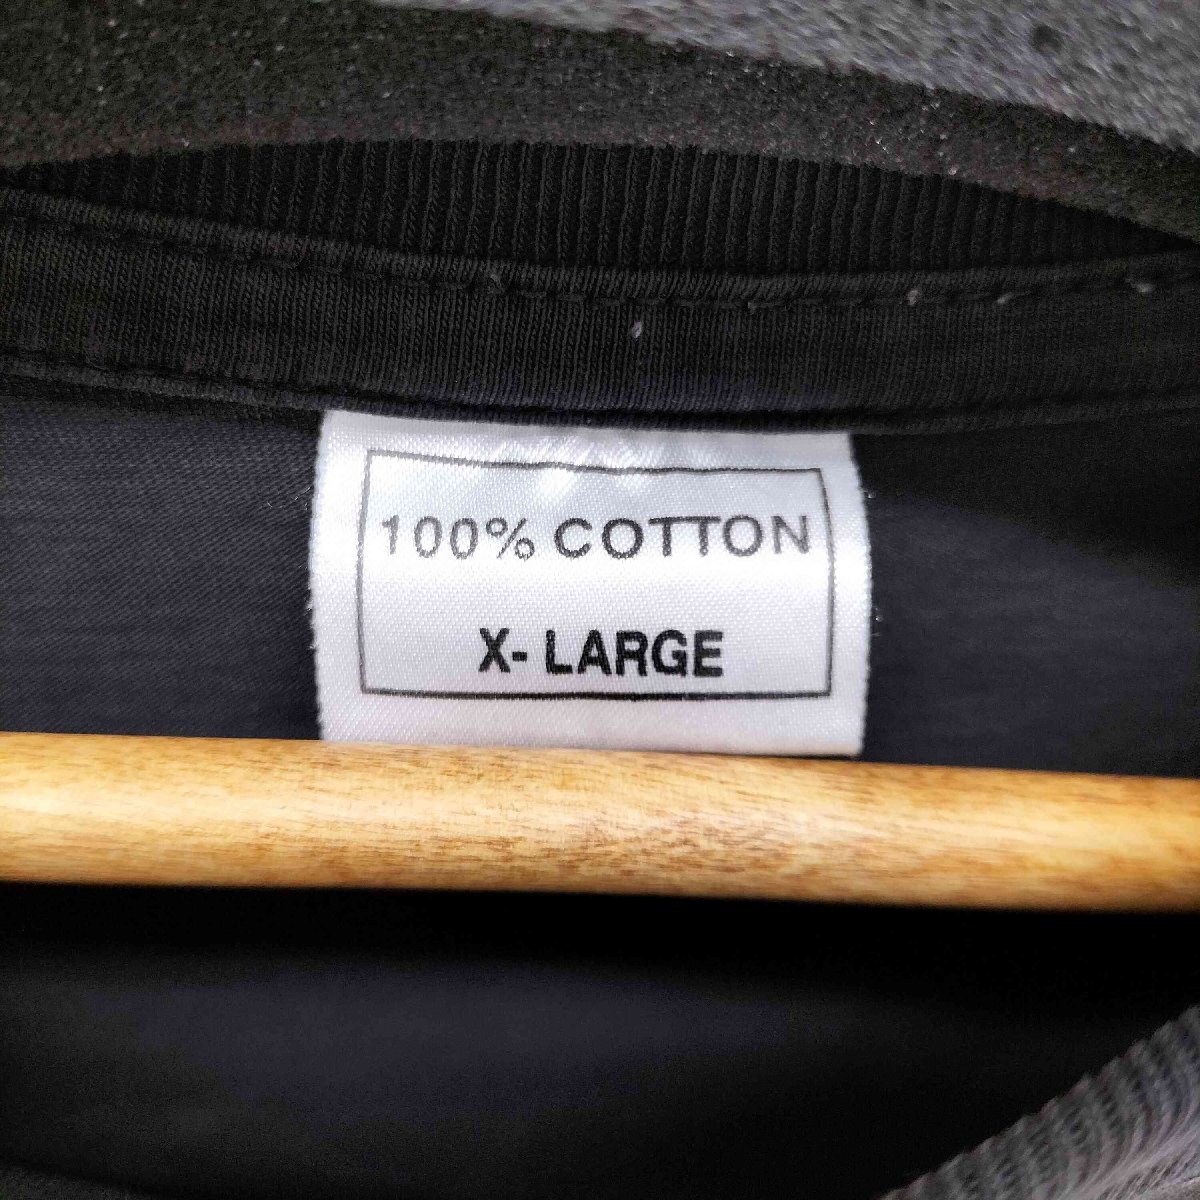 100% COTTON
X- LARGE